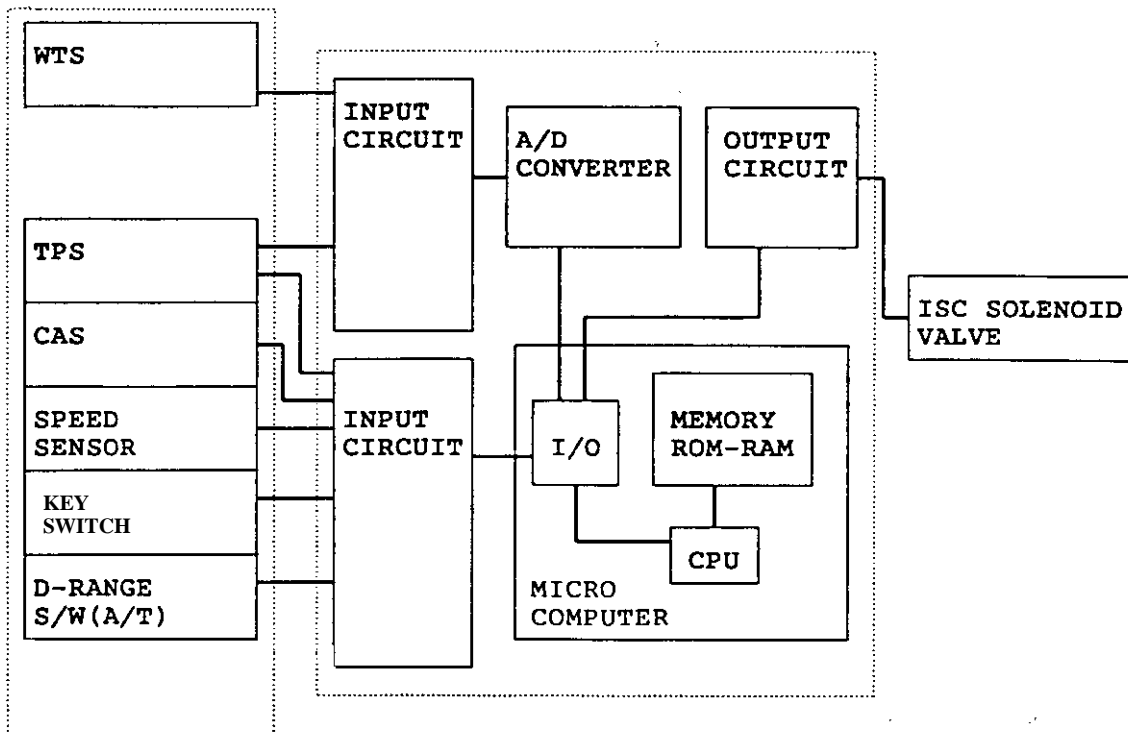 WTS
TPS
CAS
SPEED
SENSOR
KEY
SWITCH
D-RANGE
S/W(A/T)
INPUT
CIRCUIT
INPUT
CIRCUIT
A/D
CONVERTER
OUTPUT
CIRCUIT
I/O
MEMORY
ROM-RAM
CPU
MICRO
COMPUTER
ISC SOLENOID
VALVE